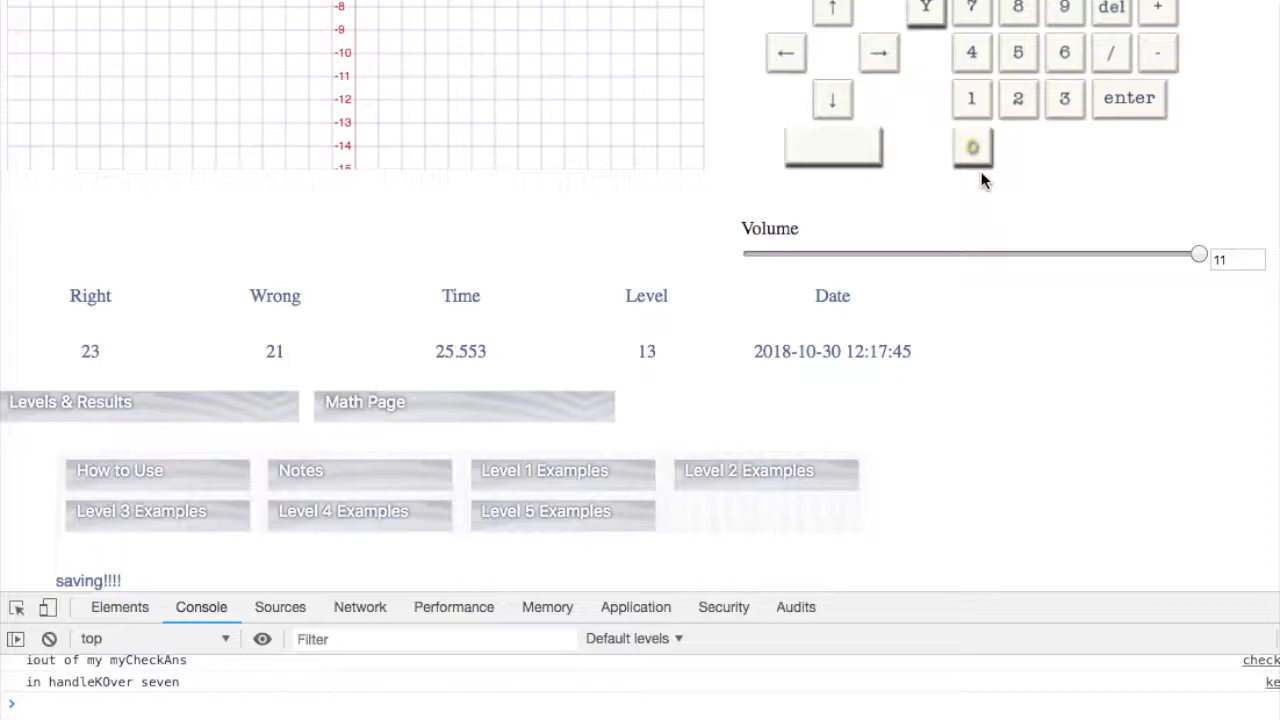 -8
-9
-10
-11
-12
-13
-14
-15
↑ Y 7 8 9 del +
← → 4 5 6 / -
↓ 1 2 3 enter
0
Volume
11
Right Wrong Time Level Date
23 21 25.553 13 2018-10-30 12:17:45
Levels & Results Math Page
How to Use Notes Level 1 Examples Level 2 Examples
Level 3 Examples Level 4 Examples Level 5 Examples
saving!!!!
Elements Console Sources Network Performance Memory Application Security Audits
top ▼ Filter Default levels ▼
iout of my myCheckAns check
in handleKOver seven ke
>